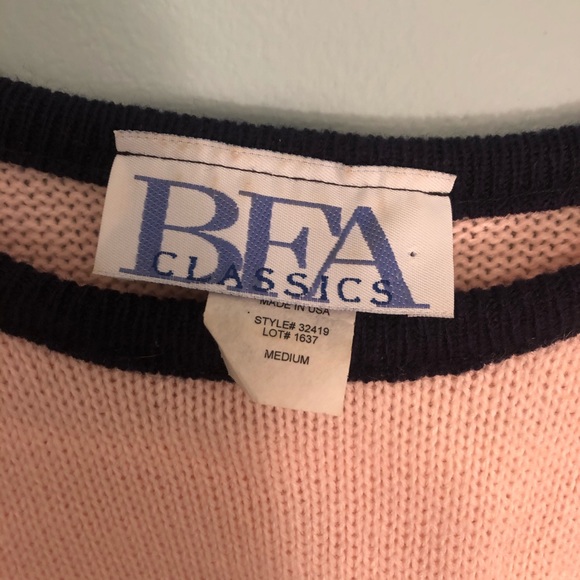 BFA
CLASSICS
MADE IN USA
STYLE# 32419
LOT# 1637
MEDIUM